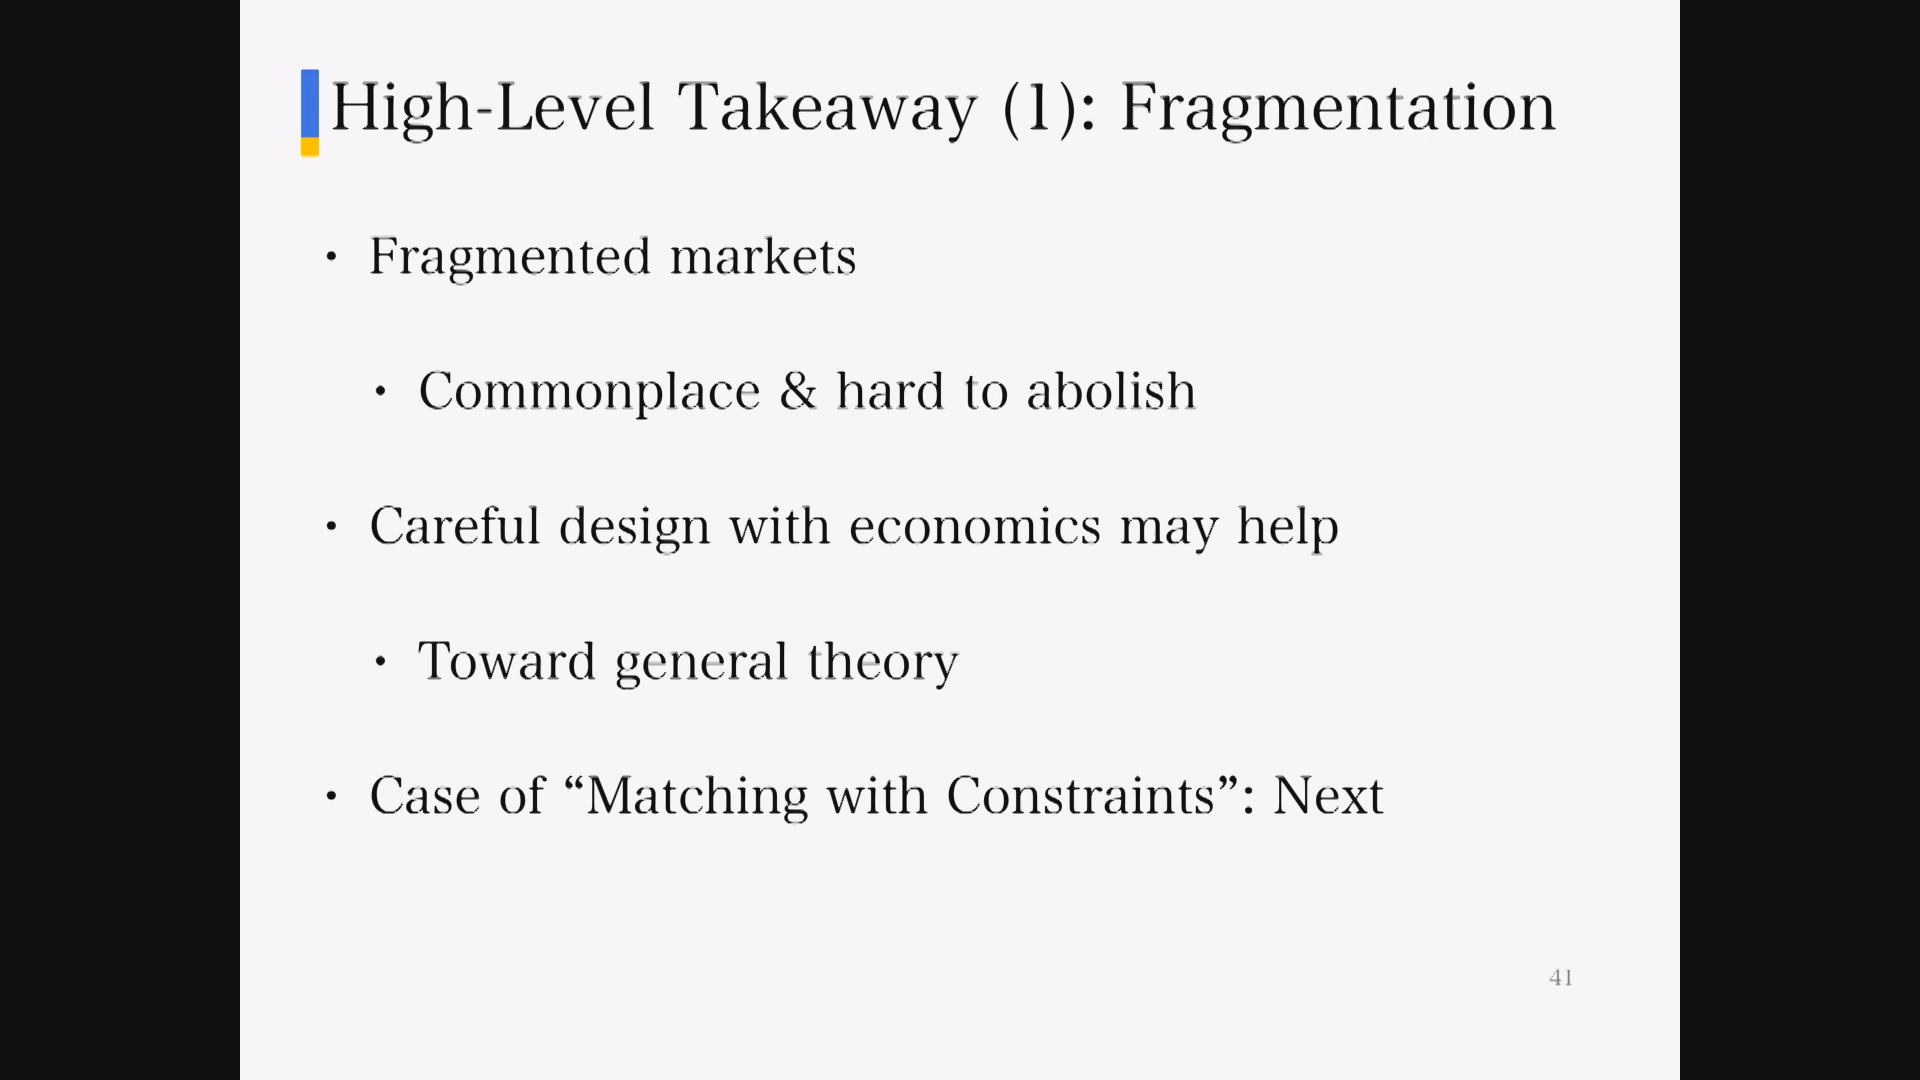 High-Level Takeaway (1): Fragmentation
• Fragmented markets
• Commonplace & hard to abolish
• Careful design with economics may help
• Toward general theory
• Case of “Matching with Constraints”: Next
41